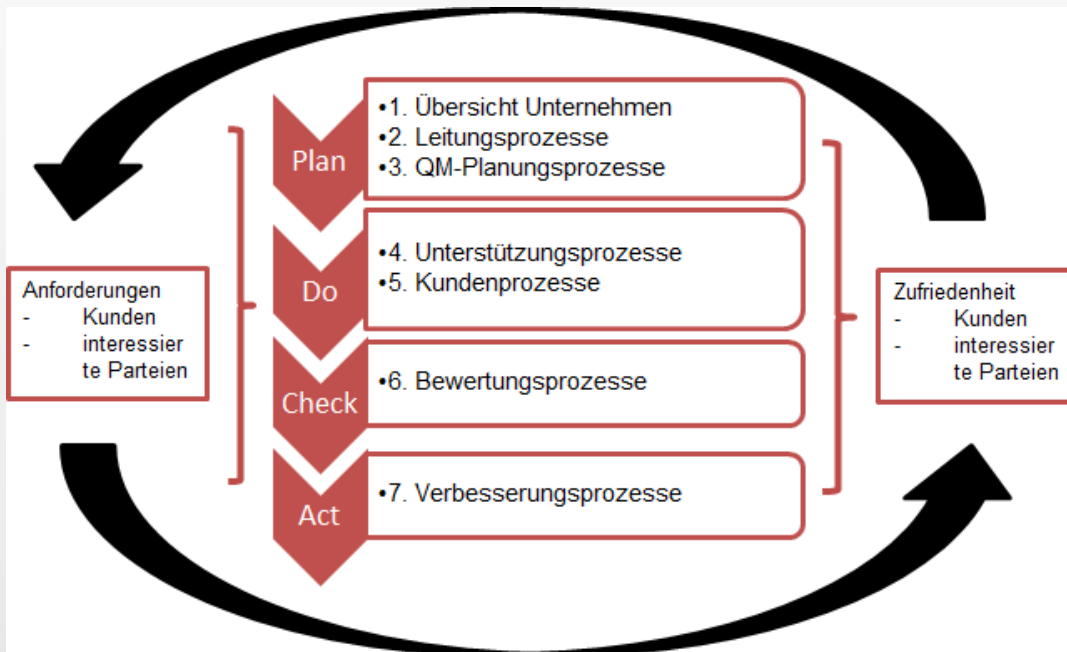 Plan
•1. Übersicht Unternehmen
•2. Leitungsprozesse
•3. QM-Planungsprozesse
Do
•4. Unterstützungsprozesse
•5. Kundenprozesse
Check
•6. Bewertungsprozesse
Act
•7. Verbesserungsprozesse
Anforderungen
- Kunden
- interessier
te Parteien
Zufriedenheit
- Kunden
- interessier
te Parteien